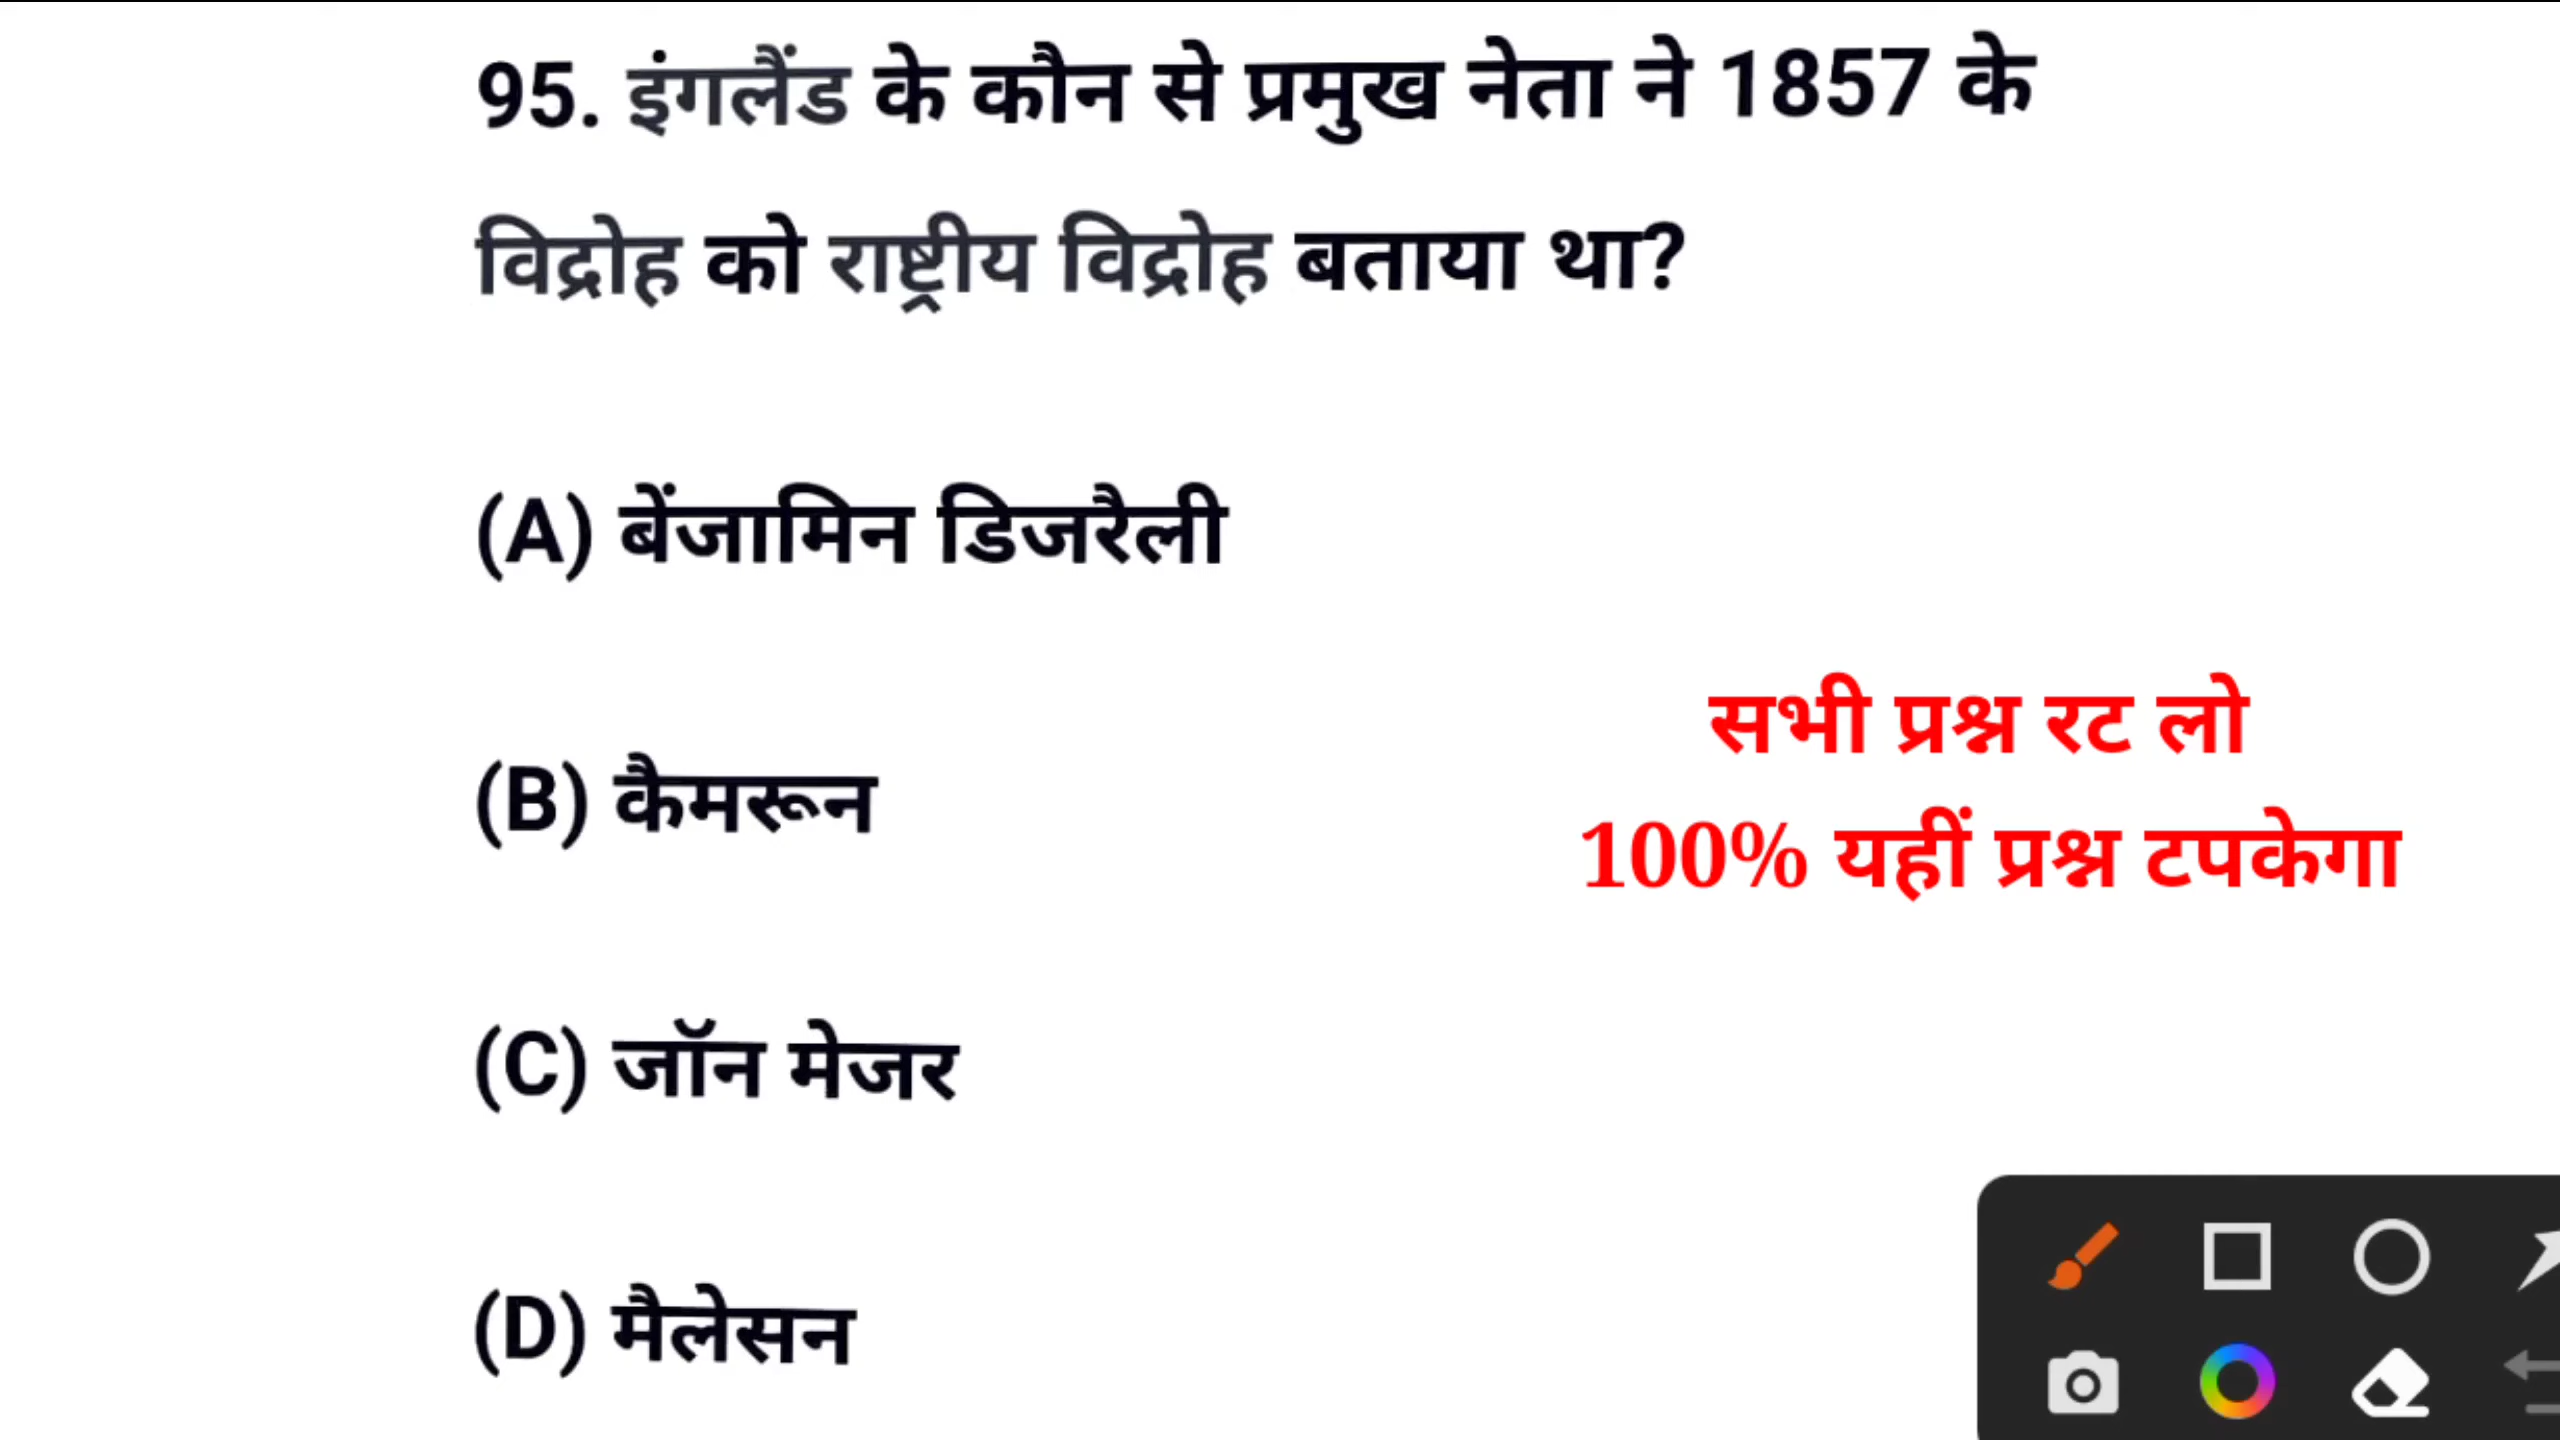 95. इंगलैंड के कौन से प्रमुख नेता ने 1857 के
विद्रोह को राष्ट्रीय विद्रोह बताया था?
(A) बेंजामिन डिजरैली
(B) कैमरून
सभी प्रश्न रट लो
100% यहीं प्रश्न टपकेगा
(C) जॉन मेजर
(D) मैलेसन